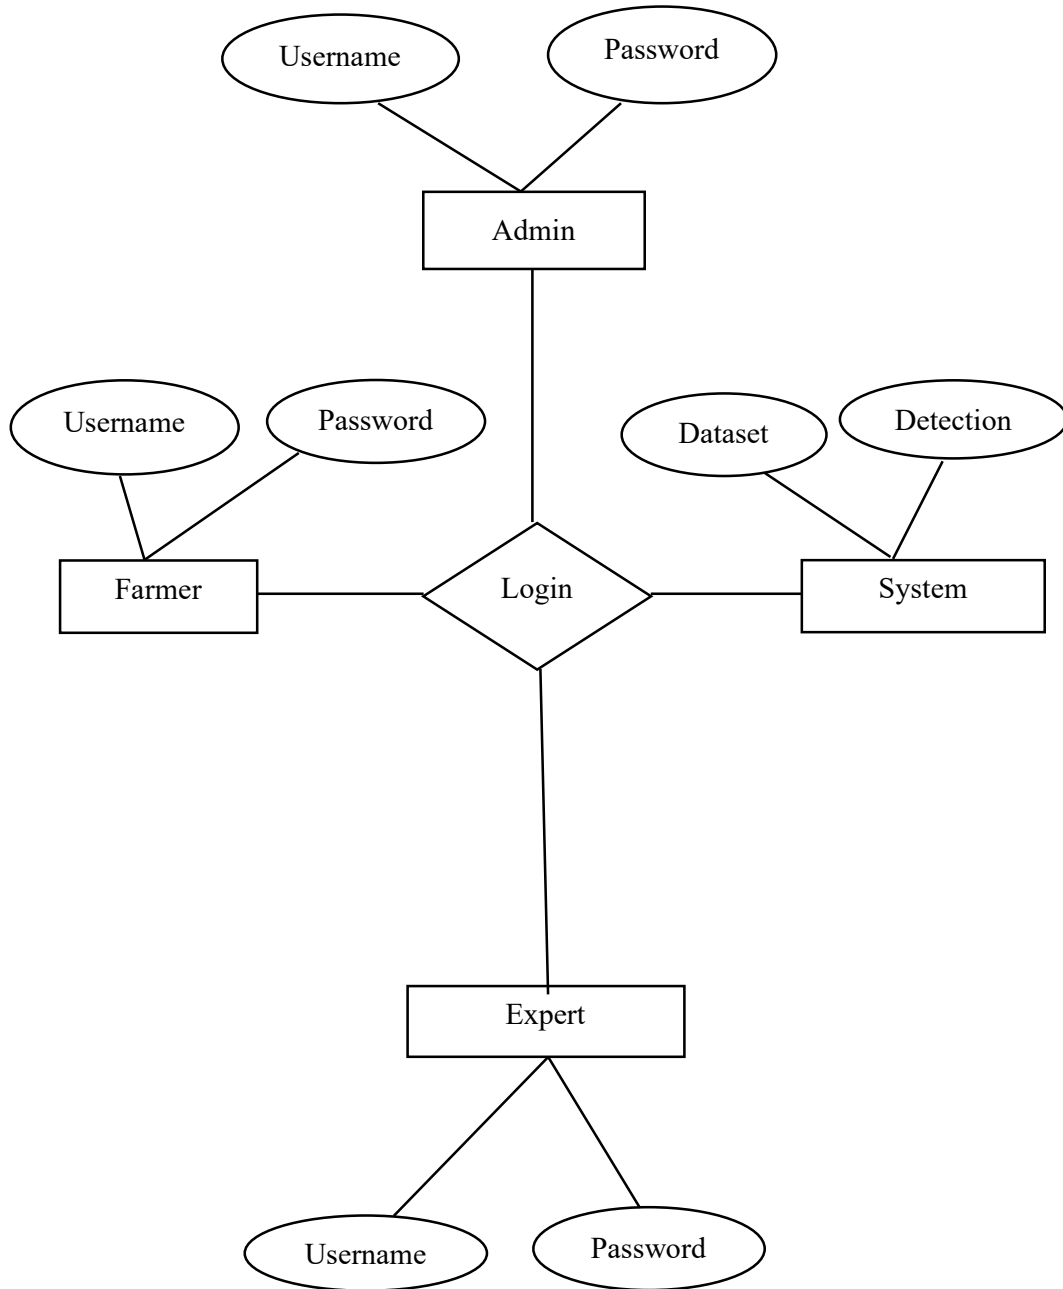 Username
Password
Admin
Username
Password
Dataset
Detection
Farmer
Login
System
Expert
Username
Password